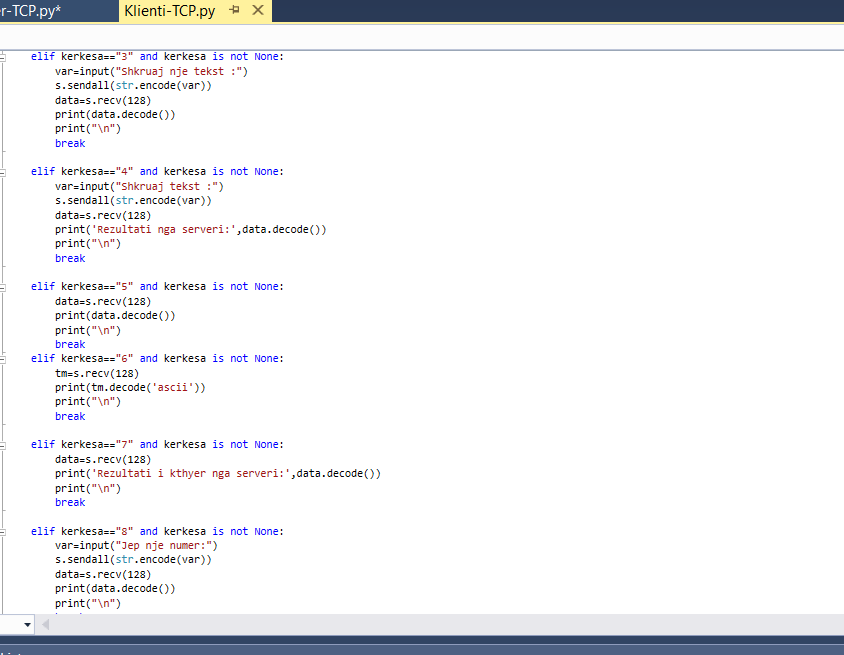 r-TCP.py*
Klienti-TCP.py
elif kerkesa=="3" and kerkesa is not None:
var=input("Shkruaj nje tekst :")
s.sendall(str.encode(var))
data=s.recv(128)
print(data.decode())
print("\n")
break
elif kerkesa=="4" and kerkesa is not None:
var=input("Shkruaj tekst :")
s.sendall(str.encode(var))
data=s.recv(128)
print('Rezultati nga serveri:',data.decode())
print("\n")
break
elif kerkesa=="5" and kerkesa is not None:
data=s.recv(128)
print(data.decode())
print("\n")
break
elif kerkesa=="6" and kerkesa is not None:
tm=s.recv(128)
print(tm.decode('ascii'))
print("\n")
break
elif kerkesa=="7" and kerkesa is not None:
data=s.recv(128)
print('Rezultati i kthyer nga serveri:',data.decode())
print("\n")
break
elif kerkesa=="8" and kerkesa is not None:
var=input("Jep nje numer:")
s.sendall(str.encode(var))
data=s.recv(128)
print(data.decode())
print("\n")